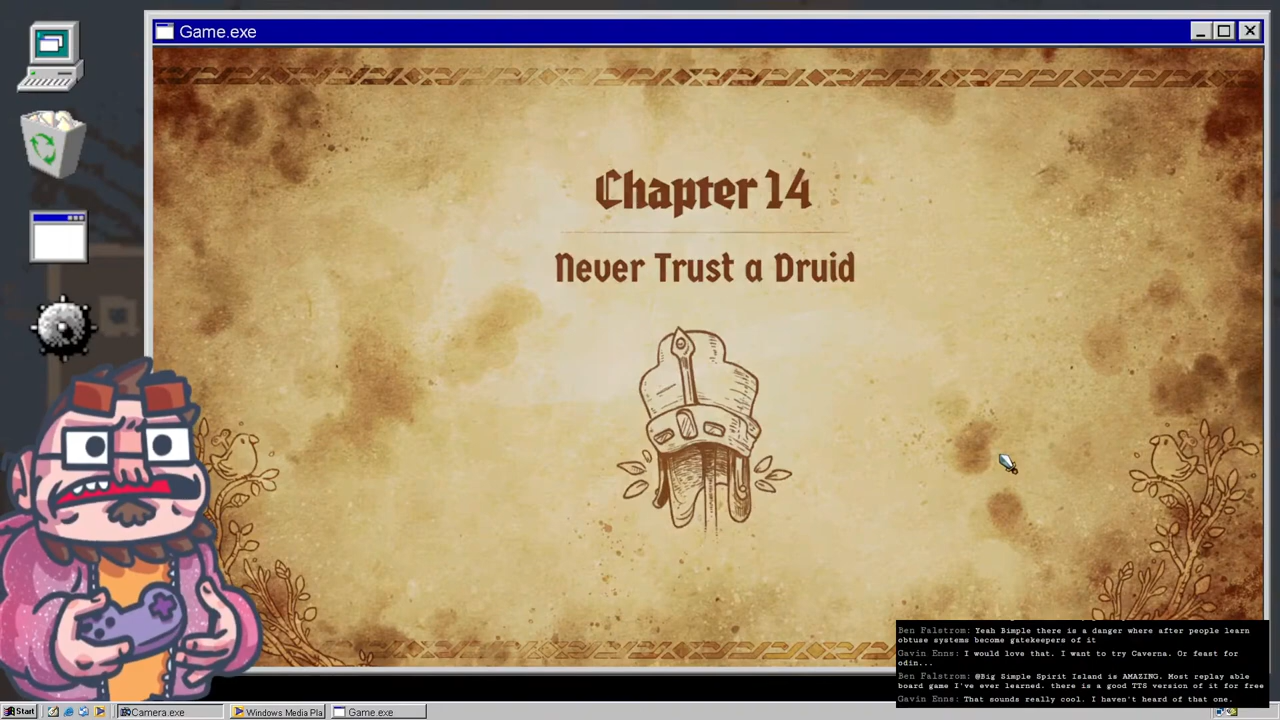 Game.exe
Chapter 14
Never Trust a Druid
Ben Falstrom: Yeah Bimple there is a danger where after people learn
obtuse systems become gatekeepers of it
Gavin Enns: I would love that. I want to try Caverna. Or feast for
odin...
Ben Falstrom: @Big Simple Spirit Island is AMAZING. Most replay able
board game I've ever learned. there is a good TTS version of it for free
Gavin Enns: That sounds really cool. I haven't heard of that one.
Start
Camera.exe
Windows Media Pla
Game.exe